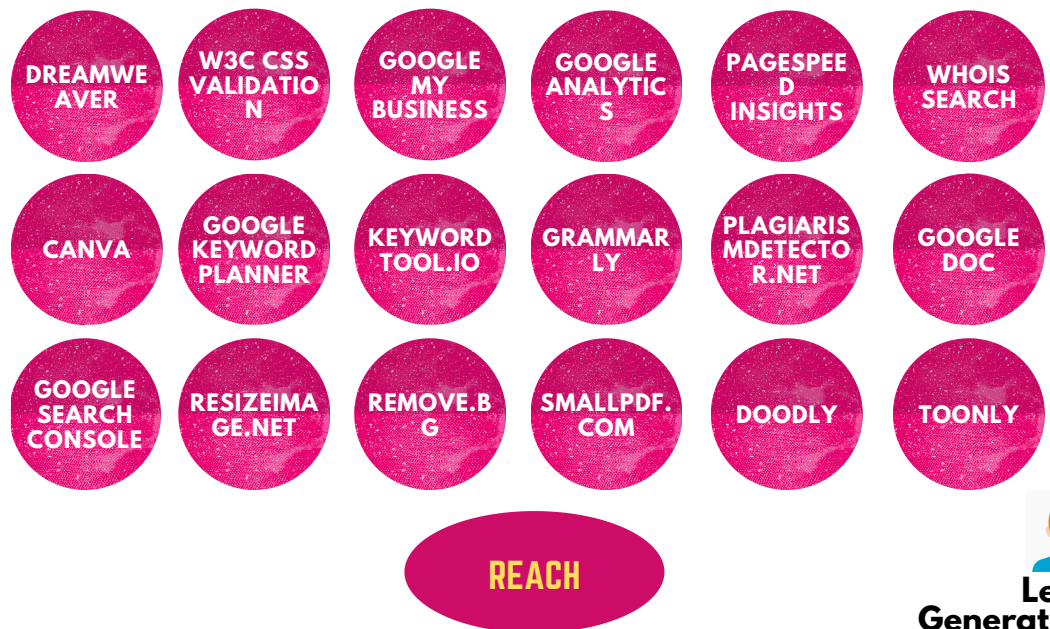 DREAMWE
AVER
W3C CSS
VALIDATIO
N
GOOGLE
MY
BUSINESS
GOOGLE
ANALYTIC
S
PAGESPEE
D
INSIGHTS
WHOIS
SEARCH
CANVA
GOOGLE
KEYWORD
PLANNER
KEYWORD
TOOL.IO
GRAMMAR
LY
PLAGIARIS
MDETECTO
R.NET
GOOGLE
DOC
GOOGLE
SEARCH
CONSOLE
RESIZEIMA
GE.NET
REMOVE.B
G
SMALLPDF.
COM
DOODLY
TOONLY
REACH
Le
Generat